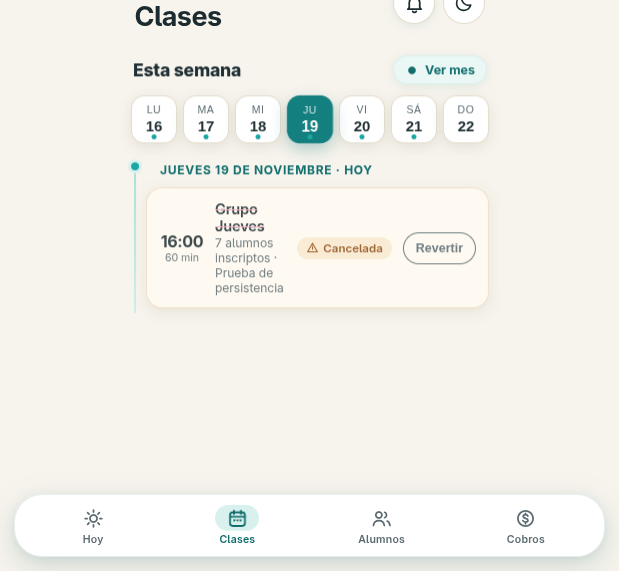 Clases
Esta semana
Ver mes
LU
16
MA
17
MI
18
JU
19
VI
20
SÁ
21
DO
22
JUEVES 19 DE NOVIEMBRE · HOY
16:00
60 min
Grupo
Jueves
7 alumnos
inscriptos ·
Prueba de
persistencia
Cancelada
Revertir
Hoy
Clases
Alumnos
Cobros